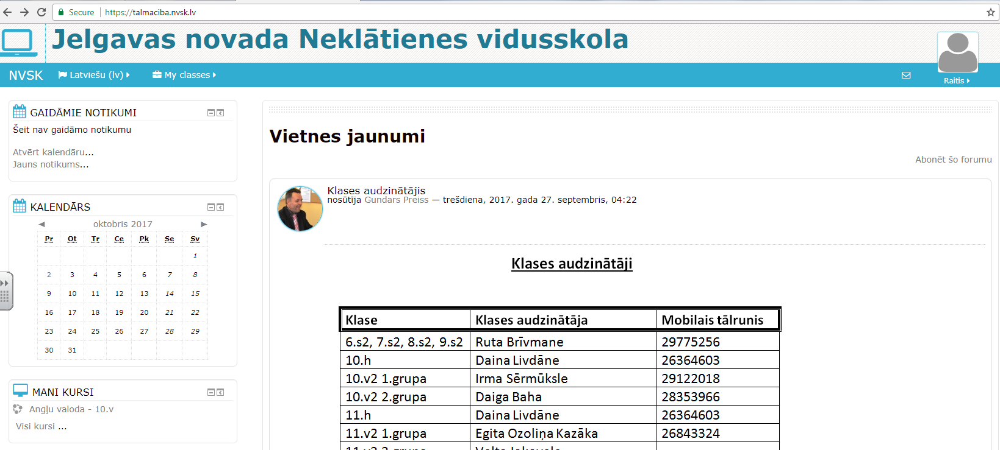 Secure https://talmaciba.nvsk.lv
Jelgavas novada Neklātienes vidusskola
NVSK Latviešu (lv) My classes
Raitis
GAIDĀMIE NOTIKUMI
Šeit nav gaidāmo notikumu
Atvērt kalendāru...
Jauns notikums...
KALENDĀRS
◄ oktobris 2017 ►
Pr Ot Tr Ce Pk Se Sv
1
2 3 4 5 6 7 8
9 10 11 12 13 14 15
16 17 18 19 20 21 22
23 24 25 26 27 28 29
30 31
MANI KURSI
Angļu valoda - 10.v
Visi kursi ...
Vietnes jaunumi
Abonēt šo forumu
Klases audzinātājis
nosūtīja Gundars Preiss — trešdiena, 2017. gada 27. septembris, 04:22
Klases audzinātāji
Klase Klases audzinātāja Mobilais tālrunis
6.s2, 7.s2, 8.s2, 9.s2 Ruta Brīvmane 29775256
10.h Daina Livdāne 26364603
10.v2 1.grupa Irma Sērmūksle 29122018
10.v2 2.grupa Daiga Baha 28353966
11.h Daina Livdāne 26364603
11.v2 1.grupa Egita Ozoliņa Kazāka 26843324
11.v2 2.grupa